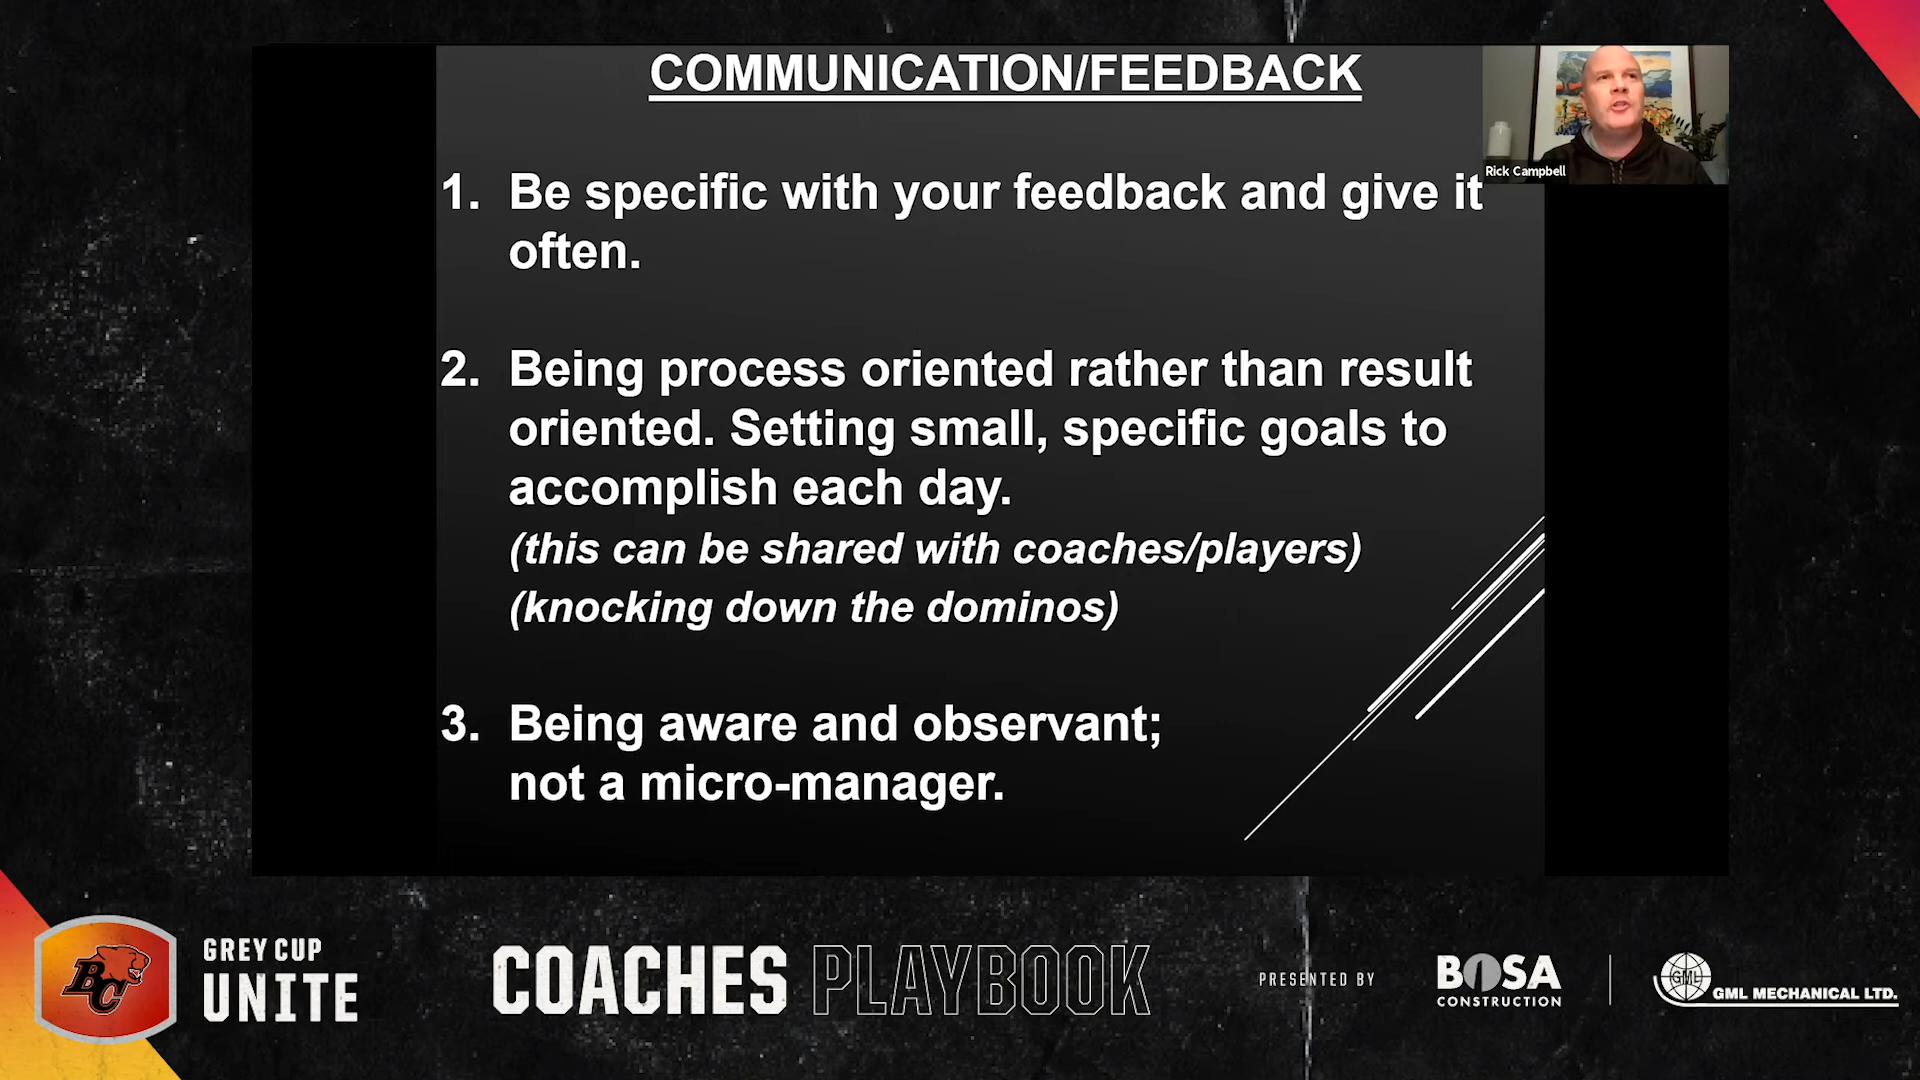 COMMUNICATION/FEEDBACK
Rick Campbell
1. Be specific with your feedback and give it
often.
2. Being process oriented rather than result
oriented. Setting small, specific goals to
accomplish each day.
(this can be shared with coaches/players)
(knocking down the dominos)
3. Being aware and observant;
not a micro-manager.
BC
GREY CUP
UNITE
COACHES PLAYBOOK
PRESENTED BY
BOSA
CONSTRUCTION
GML
GML MECHANICAL LTD.